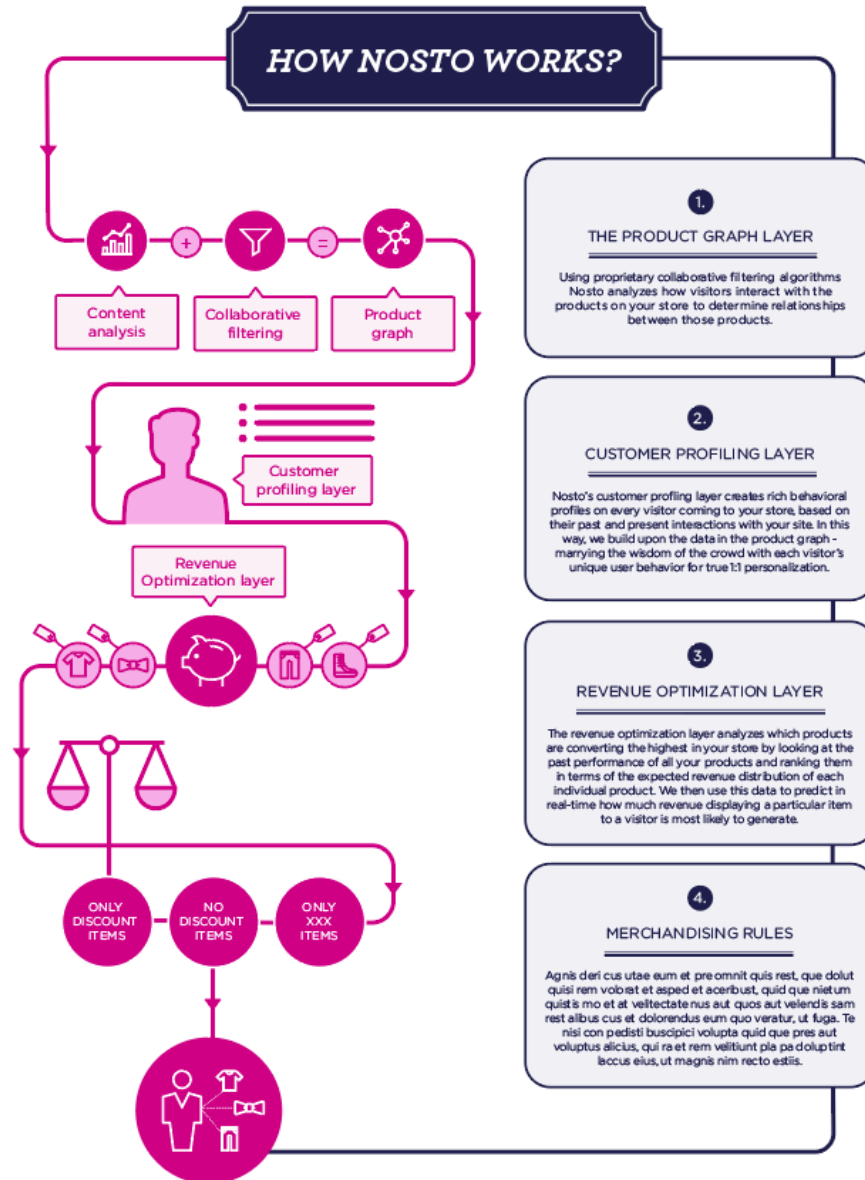 HOW NOSTO WORKS?
+
=
Content
analysis
Collaborative
filtering
Product
graph
Customer
profiling layer
Revenue
Optimization layer
ONLY
DISCOUNT
ITEMS
NO
DISCOUNT
ITEMS
ONLY
XXX
ITEMS
1.
THE PRODUCT GRAPH LAYER
Using proprietary collaborative filtering algorithms
Nosto analyzes how visitors interact with the
products on your store to determine relationships
between those products.
2.
CUSTOMER PROFILING LAYER
Nosto's customer profling layer creates rich behavioral
profiles on every visitor coming to your store, based on
their past and present interactions with your site. In this
way, we build upon the data in the product graph -
marrying the wisdom of the crowd with each visitor's
unique user behavior for true 1:1 personalization.
3.
REVENUE OPTIMIZATION LAYER
The revenue optimization layer analyzes which products
are converting the highest in your store by looking at the
past performance of all your products and ranking them
in terms of the expected revenue distribution of each
individual product. We then use this data to predict in
real-time how much revenue displaying a particular item
to a visitor is most likely to generate.
4.
MERCHANDISING RULES
Agnis deri cus utae eum et preomnit quis rest, que dolut
quisi rem volorat et asped et aceribust, quid que nietum
quistis mo et at velitectate nus aut quos aut velendis sam
rest alibus cus et dolorendus eum quo veratur, ut fuga. Te
nisi con pedisti buscipici volupta quid que pres aut
voluptus alicius, qui ra et rem velitiunt pla pa doluptint
laccus eius, ut magnis nim recto estiis.